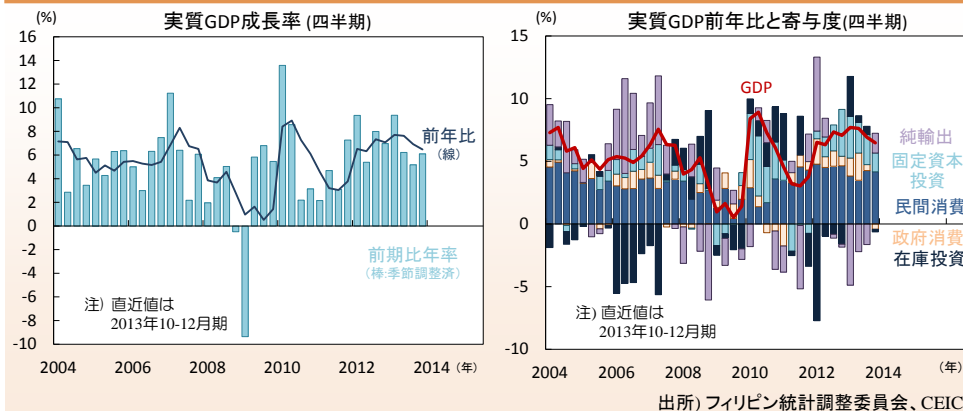 実質GDP成長率(四半期)
(%)
16
14
12
10
8
6
4
2
0
-2
-4
-6
-8
-10
前年比
(線)
前期比年率
(棒:季節調整済)
注) 直近値は
2013年10-12月期
2004
2006
2008
2010
2012
2014
(年)
実質GDP前年比と寄与度(四半期)
(%)
15
10
5
0
-5
-10
GDP
純輸出
固定資本
投資
民間消費
政府消費
在庫投資
注) 直近値は
2013年10-12月期
2004
2006
2008
2010
2012
2014
(年)
出所) フィリピン統計調整委員会、CEIC